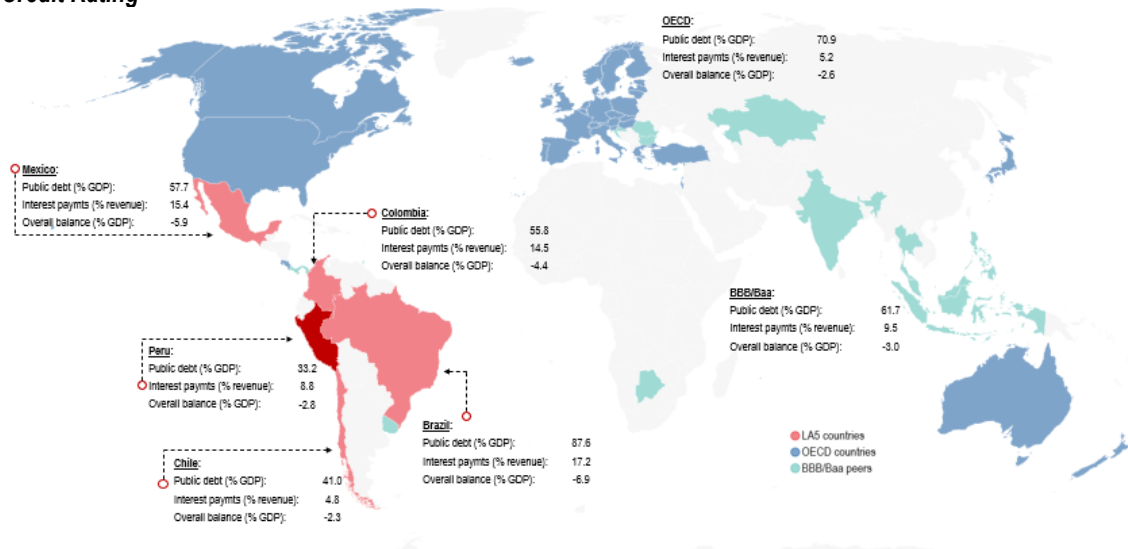 Credit Rating
OECD:
Public debt (% GDP): 70.9
Interest paymts (% revenue): 5.2
Overall balance (% GDP): -2.6
Mexico:
Public debt (% GDP): 57.7
Interest paymts (% revenue): 15.4
Overall balance (% GDP): -5.9
Colombia:
Public debt (% GDP): 55.8
Interest paymts (% revenue): 14.5
Overall balance (% GDP): -4.4
BBB/Baa:
Public debt (% GDP): 61.7
Interest paymts (% revenue): 9.5
Overall balance (% GDP): -3.0
Peru:
Public debt (% GDP): 33.2
Interest paymts (% revenue): 8.8
Overall balance (% GDP): -2.8
Brazil:
Public debt (% GDP): 87.6
Interest paymts (% revenue): 17.2
Overall balance (% GDP): -6.9
Chile:
Public debt (% GDP): 41.0
Interest paymts (% revenue): 4.8
Overall balance (% GDP): -2.3
LA5 countries
OECD countries
BBB/Baa peers